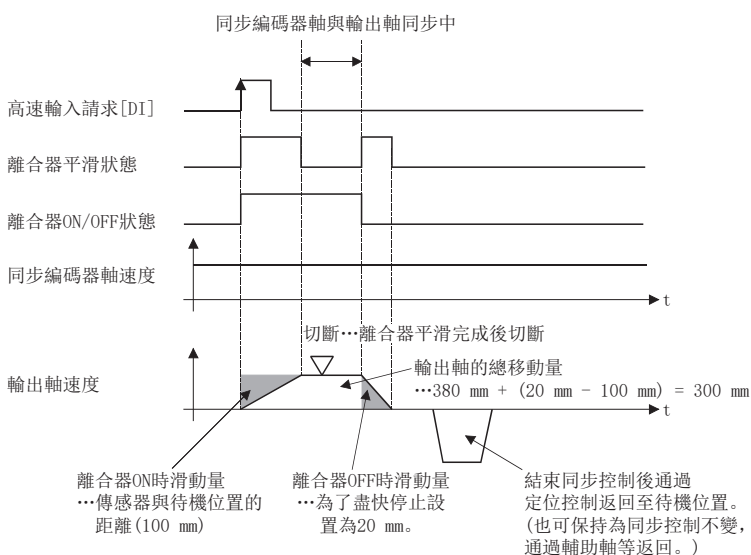 同步編碼器軸與輸出軸同步中
高速輸入請求[DI]
離合器平滑狀態
離合器ON/OFF狀態
同步編碼器軸速度
t
切斷…離合器平滑完成後切斷
輸出軸速度
輸出軸的總移動量
…380 mm + (20 mm - 100 mm) = 300 mm
t
離合器ON時滑動量
…傳感器與待機位置的
距離(100 mm)
離合器OFF時滑動量
…為了盡快停止設
置為20 mm。
結束同步控制後通過
定位控制返回至待機位置。
(也可保持為同步控制不變，
通過輔助軸等返回。)